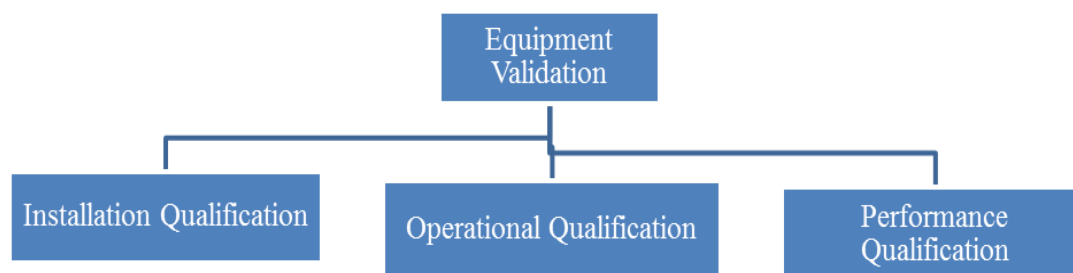 Equipment
Validation
Installation Qualification
Operational Qualification
Performance
Qualification